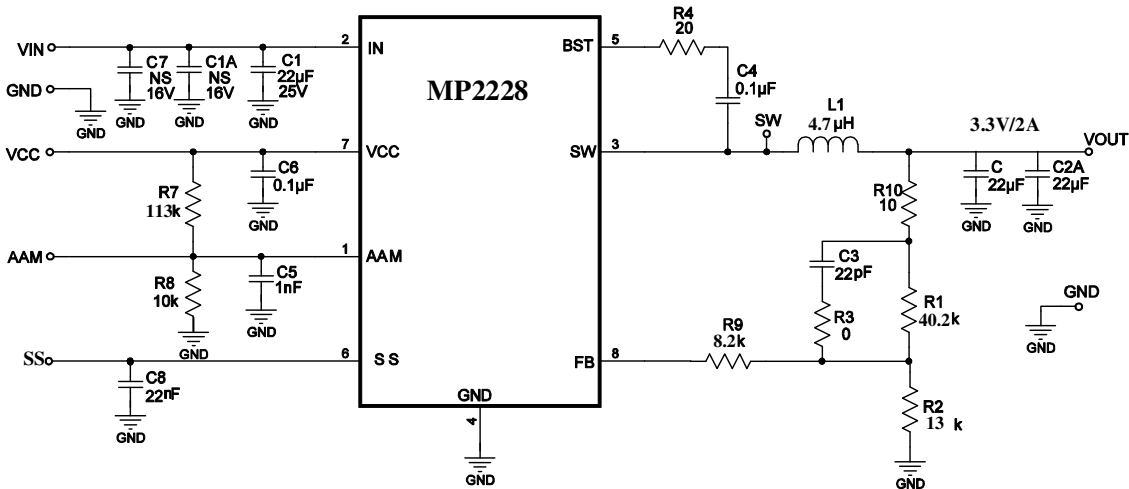 VIN
GND
C7
NS
16V
GND
C1A
NS
16V
GND
C1
22µF
25V
GND
GND
2
IN
MP2228
BST
5
R4
20
C4
0.1µF
SW
L1
4.7µH
3.3V/2A
VOUT
VCC
R7
113k
C6
0.1µF
GND
7
VCC
SW
3
R10
10
C
22µF
GND
C2A
22µF
GND
AAM
R8
10k
GND
C5
1nF
GND
1
AAM
C3
22pF
R3
0
R1
40.2k
GND
GND
SS
C8
22nF
GND
6
SS
FB
8
R9
8.2k
GND
4
GND
R2
13 k
GND